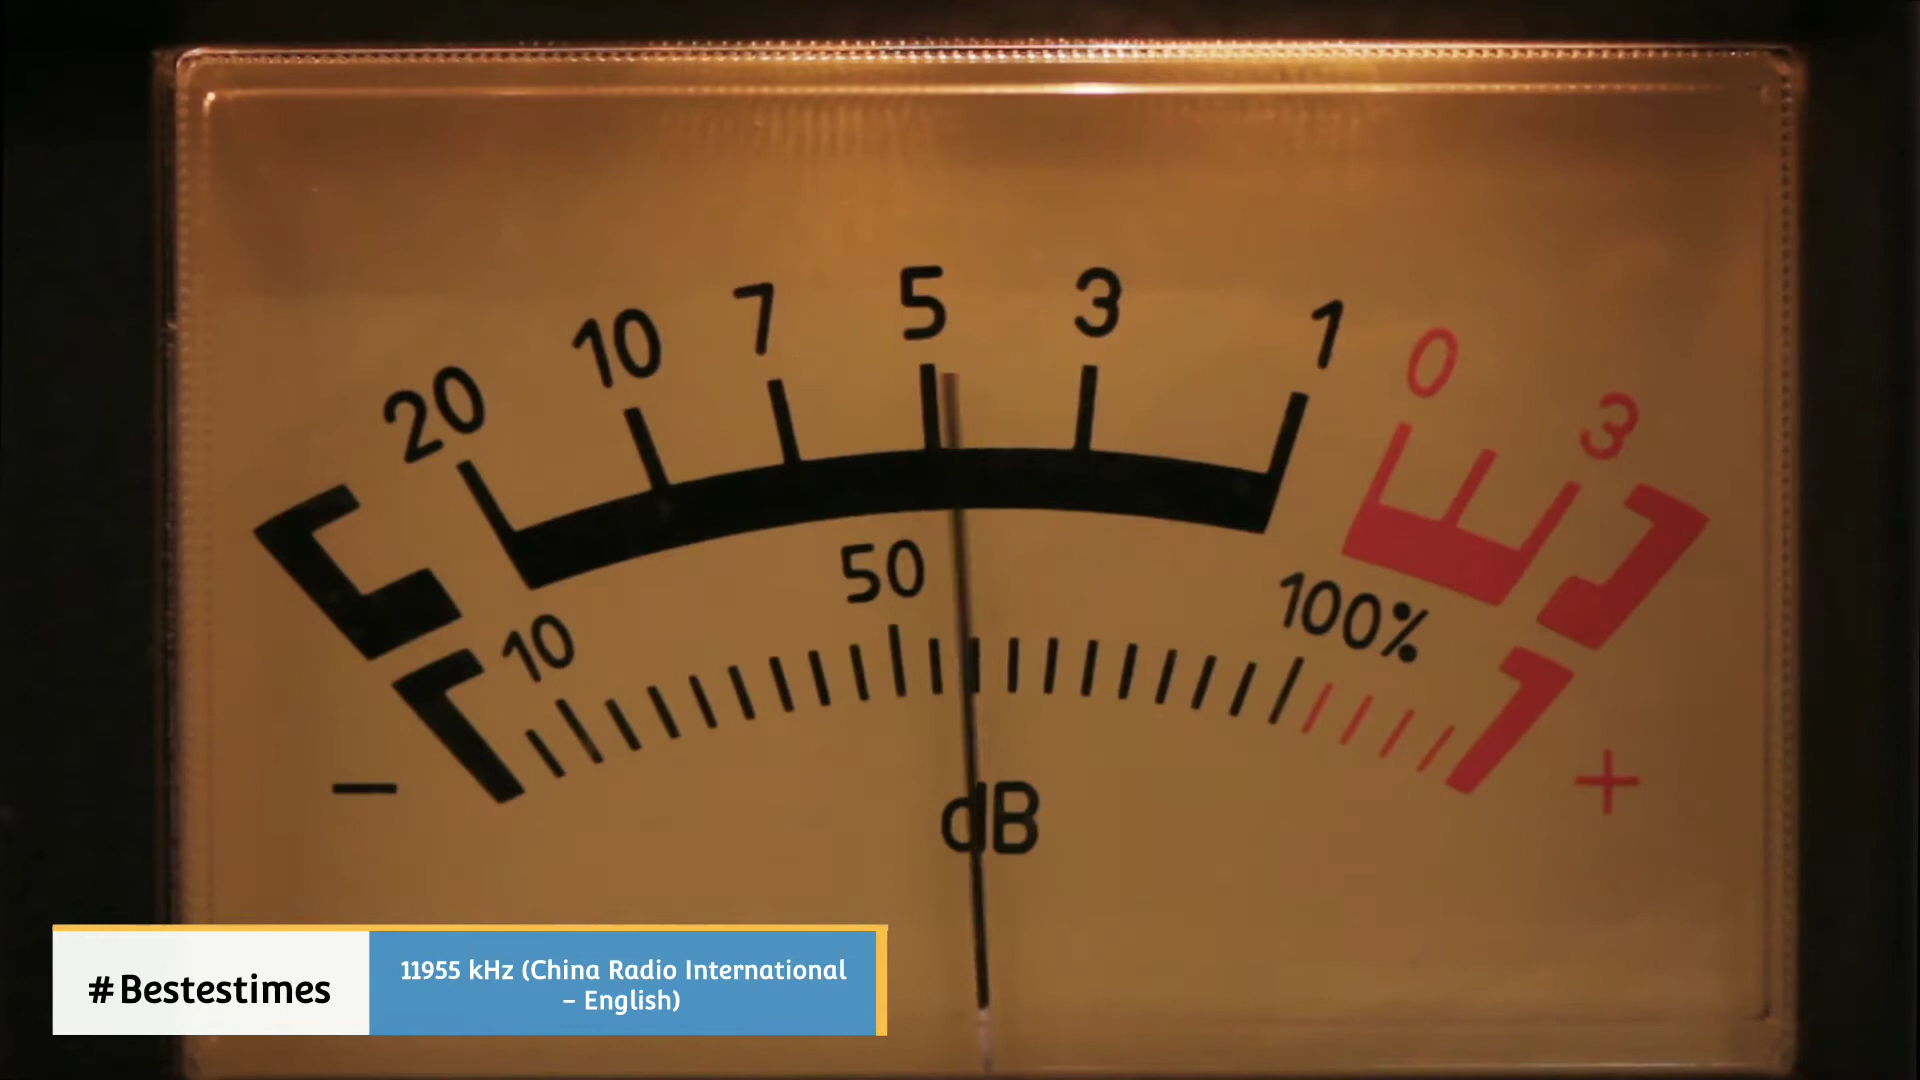 20 10 7 5 3 1 0 3
10 50 100%
− +
dB
#Bestestimes
11955 kHz (China Radio International
– English)